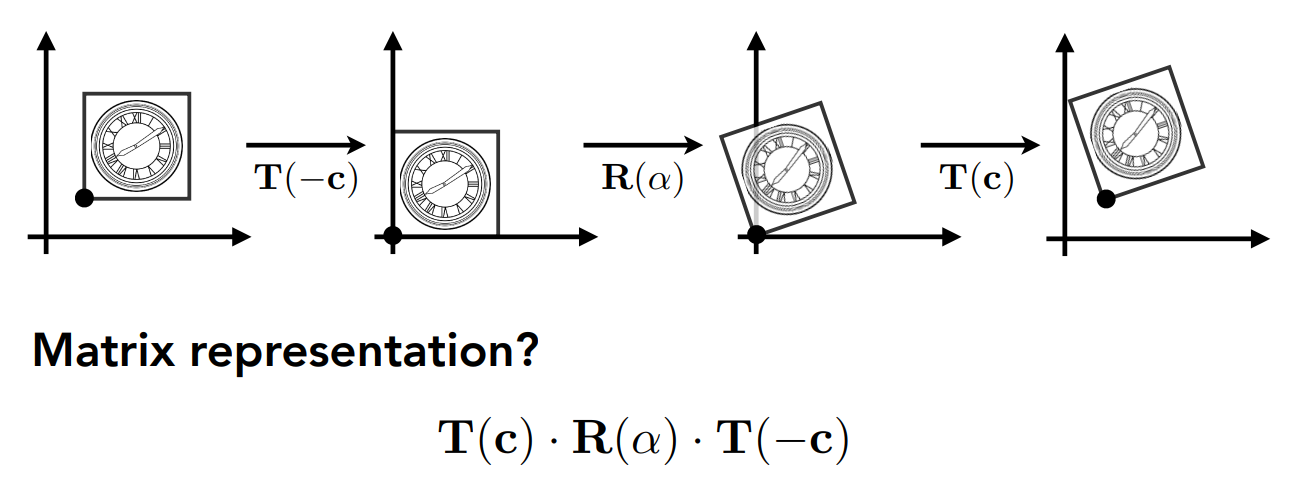 T(−c) R(α) T(c)
Matrix representation?
T(c) · R(α) · T(−c)